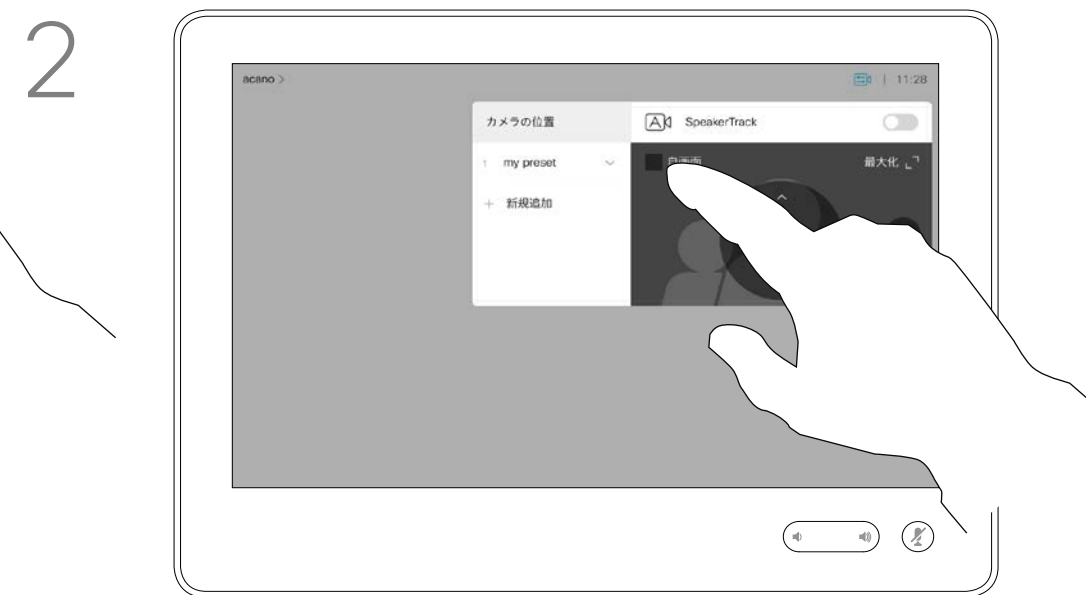 2
acano >
11:28
カメラの位置
SpeakerTrack
1 my preset
自画面
最大化
+ 新規追加